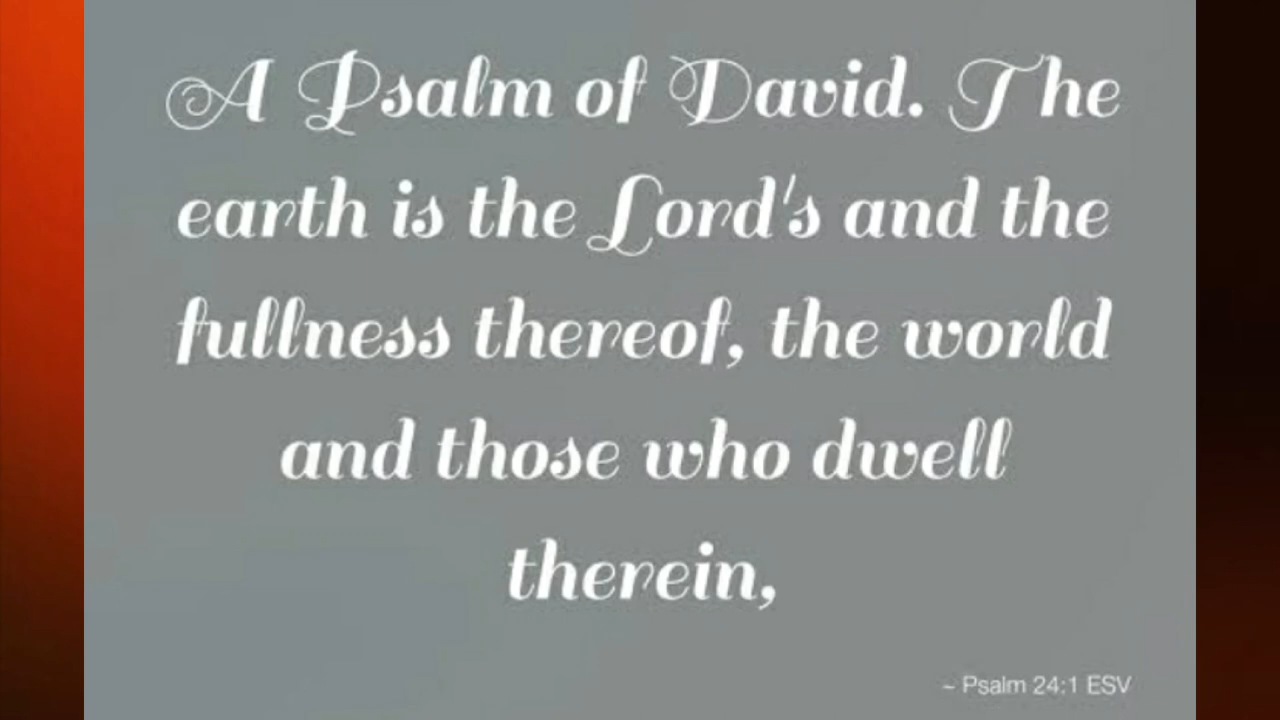 A Psalm of David. The
earth is the Lord's and the
fullness thereof, the world
and those who dwell
therein,
~ Psalm 24:1 ESV